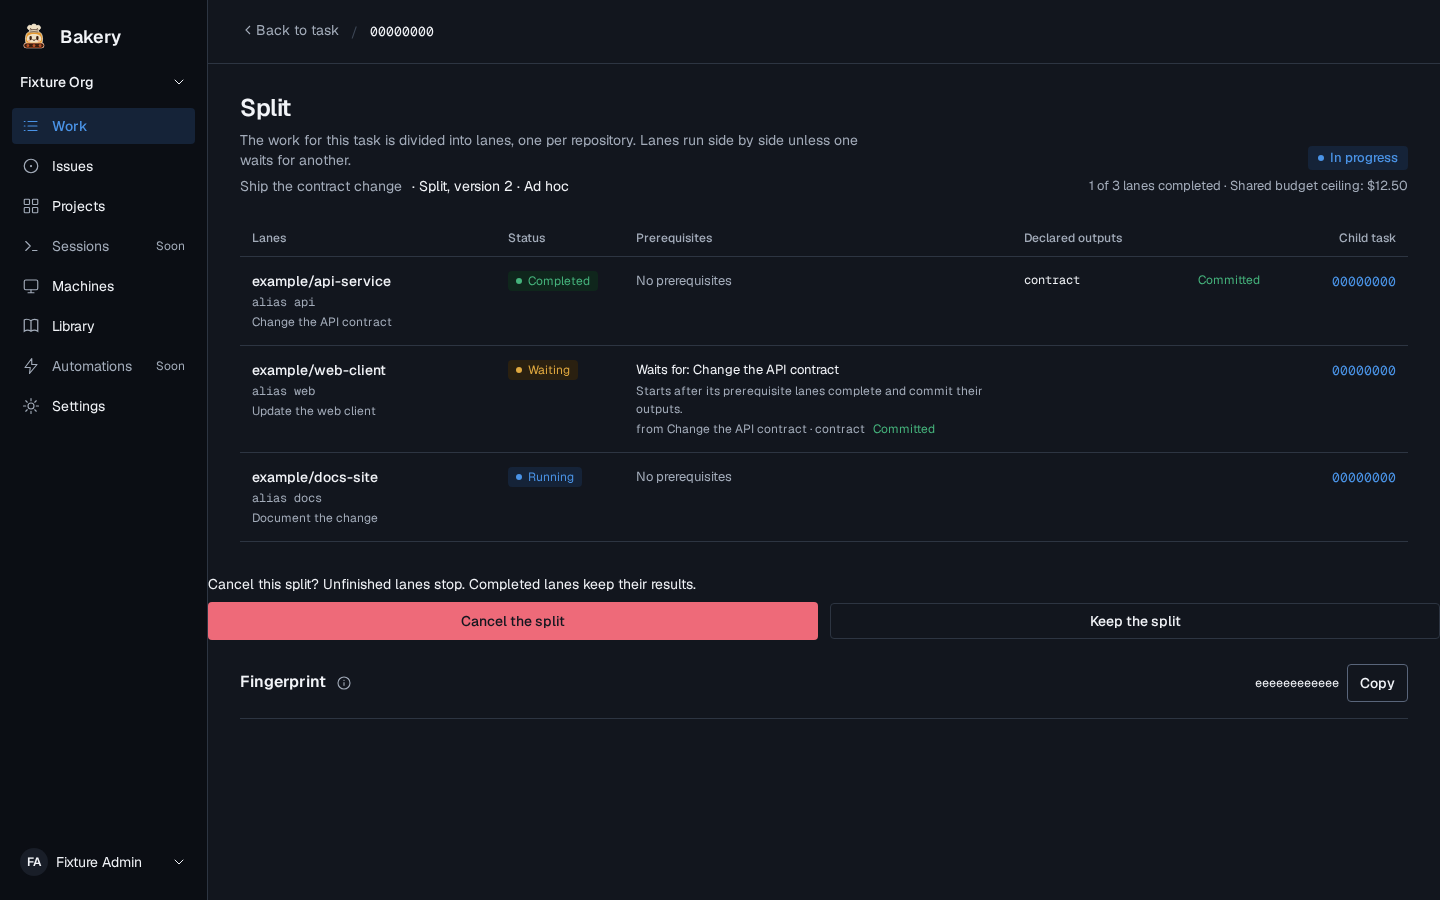 Bakery
Fixture Org
Work
Issues
Projects
Sessions Soon
Machines
Library
Automations Soon
Settings
FA Fixture Admin
Back to task / 00000000
Split
The work for this task is divided into lanes, one per repository. Lanes run side by side unless one
waits for another.
In progress
Ship the contract change · Split, version 2 · Ad hoc
1 of 3 lanes completed · Shared budget ceiling: $12.50
Lanes Status Prerequisites Declared outputs Child task
example/api-service Completed No prerequisites contract Committed 00000000
alias api
Change the API contract
example/web-client Waiting Waits for: Change the API contract 00000000
alias web Starts after its prerequisite lanes complete and commit their
outputs.
Update the web client
from Change the API contract · contract Committed
example/docs-site Running No prerequisites 00000000
alias docs
Document the change
Cancel this split? Unfinished lanes stop. Completed lanes keep their results.
Cancel the split Keep the split
Fingerprint eeeeeeeeeeee Copy